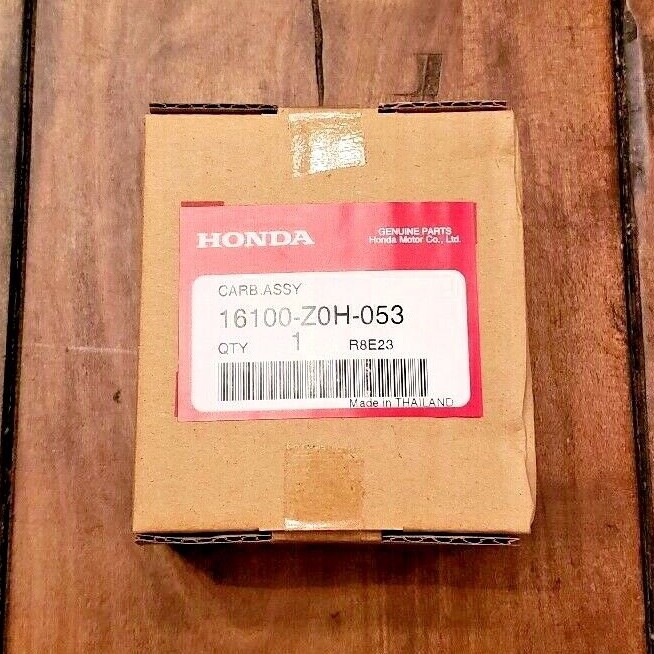 HONDA
GENUINE PARTS
Honda Motor Co., Ltd.
CARB.ASSY
16100-Z0H-053
QTY 1 R8E23
Made in THAILAND